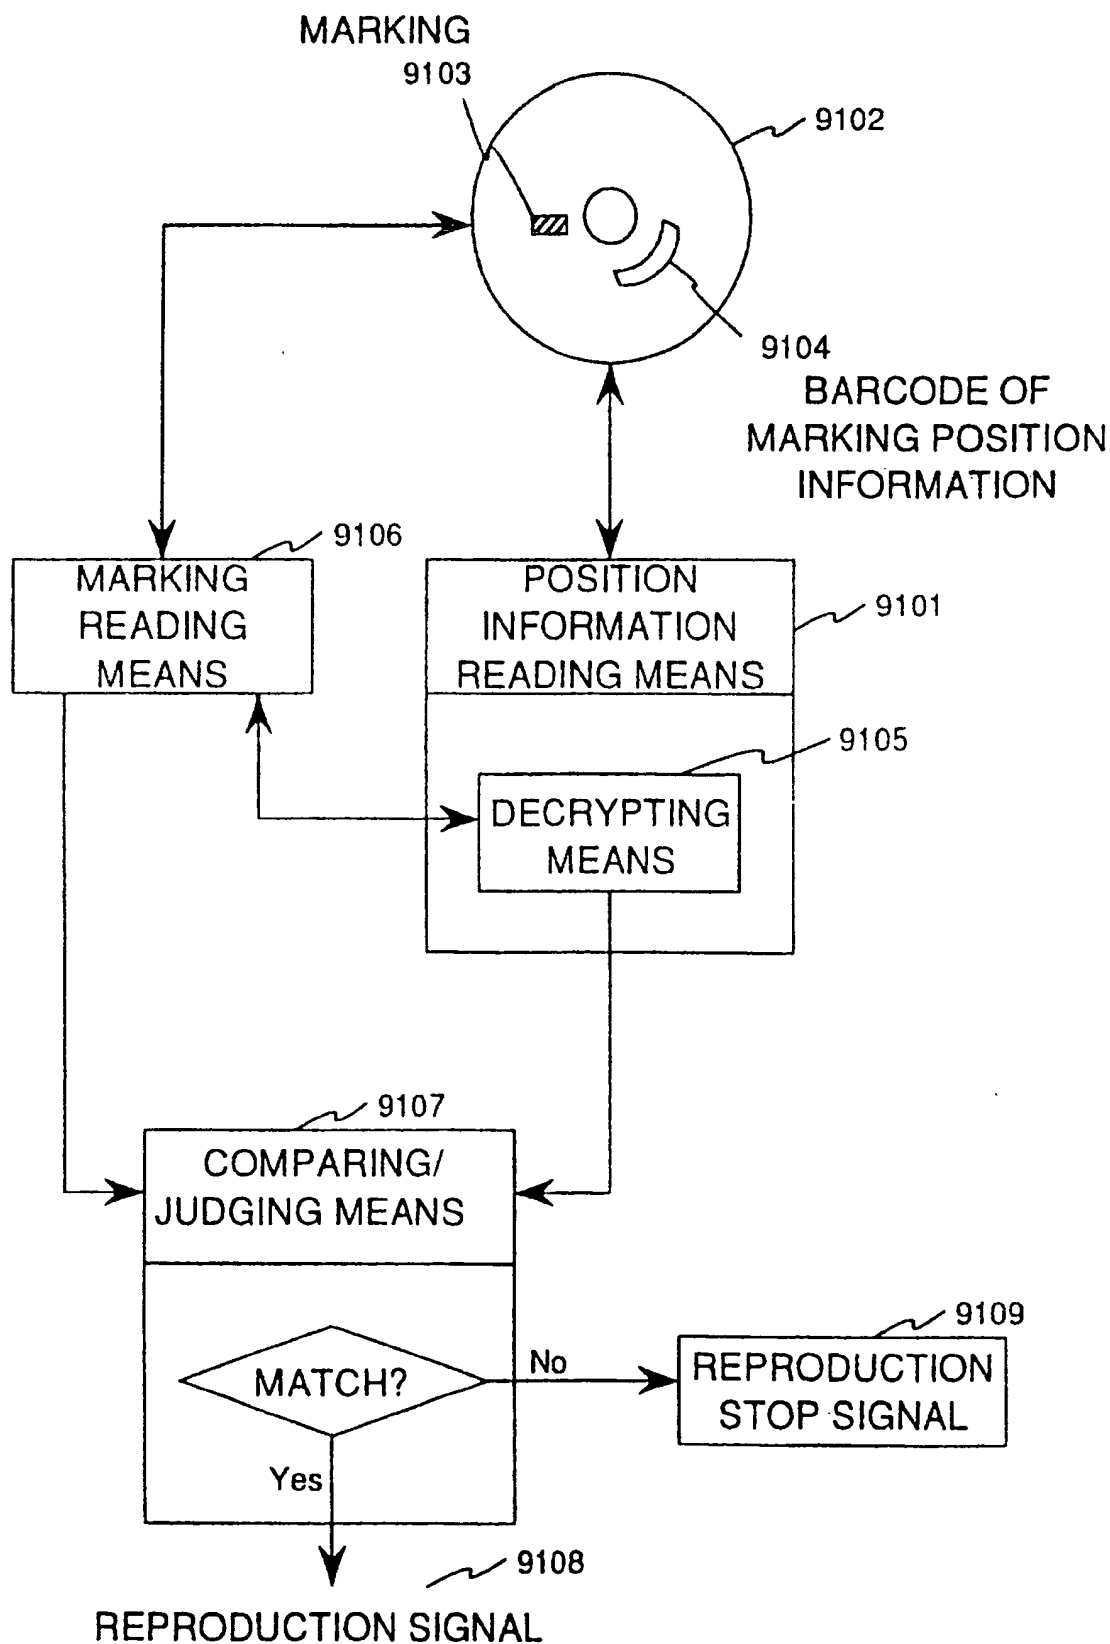 MARKING
9103
9102
9104
BARCODE OF
MARKING POSITION
INFORMATION
9106
MARKING
READING
MEANS
POSITION
INFORMATION
READING MEANS
9101
9105
DECRYPTING
MEANS
9107
COMPARING/
JUDGING MEANS
MATCH?
No
Yes
9109
REPRODUCTION
STOP SIGNAL
9108
REPRODUCTION SIGNAL